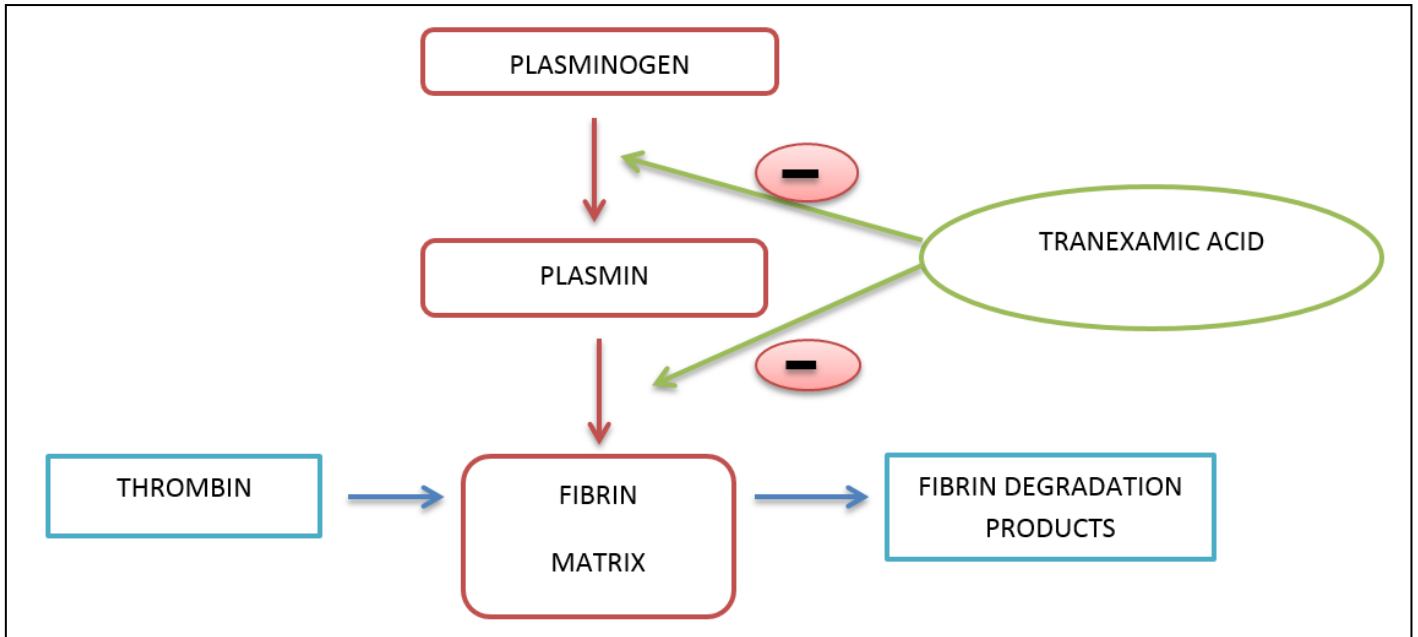 PLASMINOGEN
TRANEXAMIC ACID
PLASMIN
THROMBIN
FIBRIN
MATRIX
FIBRIN DEGRADATION
PRODUCTS